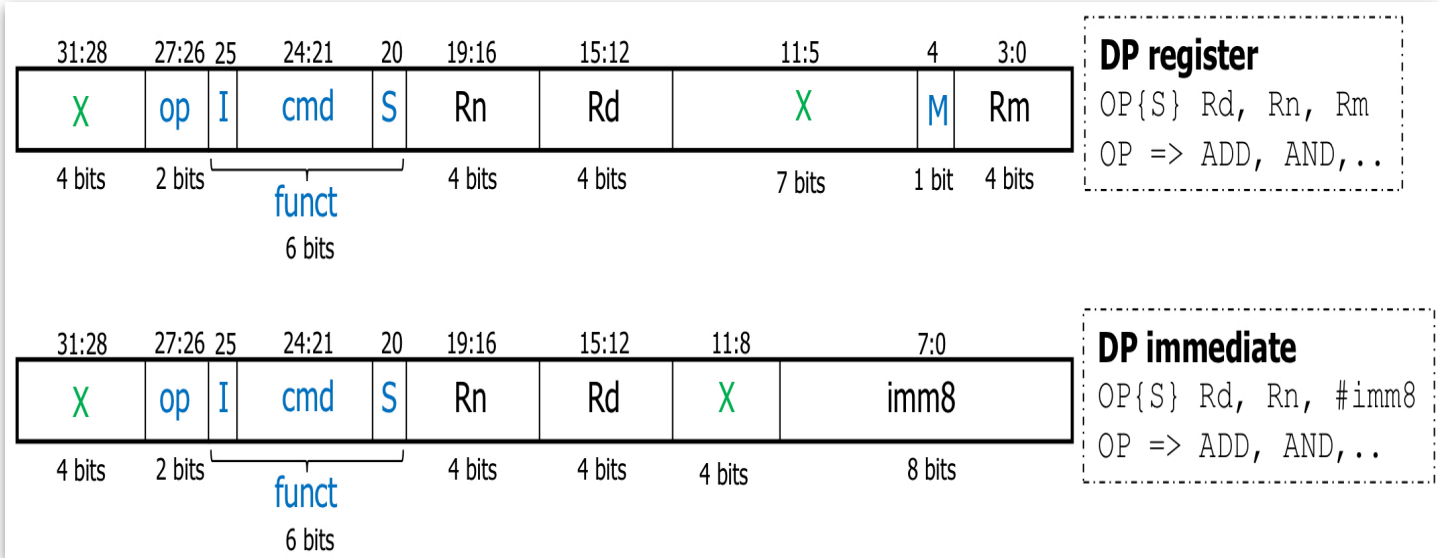 31:28 27:26 25 24:21 20 19:16 15:12 11:5 4 3:0
X op I cmd S Rn Rd X M Rm
4 bits 2 bits 4 bits 4 bits 7 bits 1 bit 4 bits
funct
6 bits
DP register
OP{S} Rd, Rn, Rm
OP => ADD, AND,..
31:28 27:26 25 24:21 20 19:16 15:12 11:8 7:0
X op I cmd S Rn Rd X imm8
4 bits 2 bits 4 bits 4 bits 4 bits 8 bits
funct
6 bits
DP immediate
OP{S} Rd, Rn, #imm8
OP => ADD, AND,..